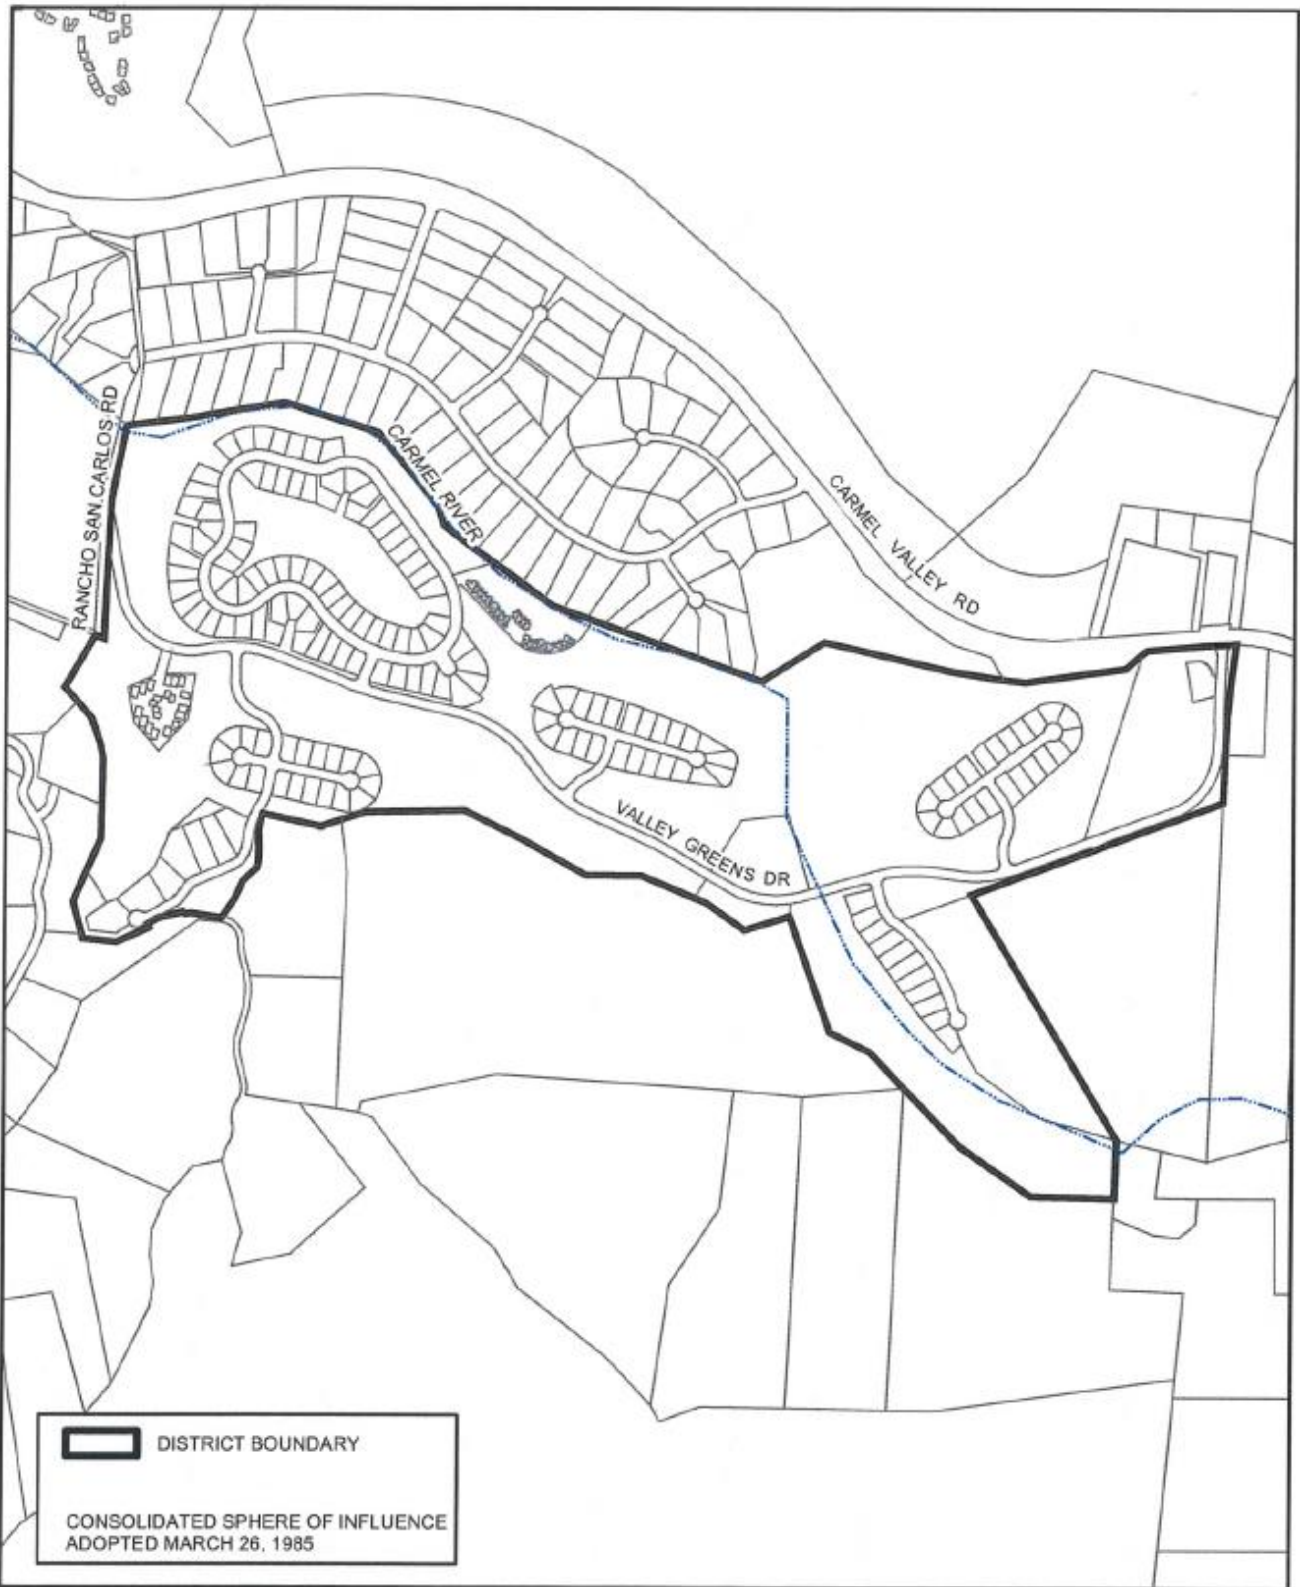 RANCHO SAN CARLOS RD
CARMEL RIVER
CARMEL VALLEY RD
VALLEY GREENS DR
DISTRICT BOUNDARY
CONSOLIDATED SPHERE OF INFLUENCE
ADOPTED MARCH 26, 1985